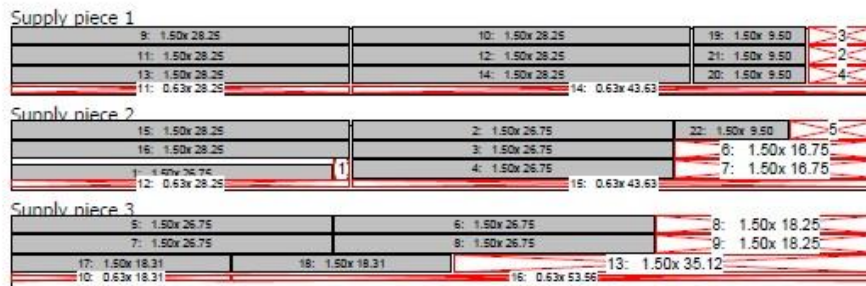 Supply piece 1
9: 1.50x 28.25 10: 1.50x 28.25 19: 1.50x 9.50 3
11: 1.50x 28.25 12: 1.50x 28.25 21: 1.50x 9.50 2
13: 1.50x 28.25 14: 1.50x 28.25 20: 1.50x 9.50 4
11: 0.63x 28.25 14: 0.63x 43.63
Supply piece 2
15: 1.50x 28.25 2: 1.50x 26.75 22: 1.50x 9.50 5
16: 1.50x 28.25 3: 1.50x 26.75 6: 1.50x 16.75
1: 1.50x 26.75 1 4: 1.50x 26.75 7: 1.50x 16.75
12: 0.63x 28.25 15: 0.63x 43.63
Supply piece 3
5: 1.50x 26.75 6: 1.50x 26.75 8: 1.50x 18.25
7: 1.50x 26.75 8: 1.50x 26.75 9: 1.50x 18.25
17: 1.50x 18.31 18: 1.50x 18.31 13: 1.50x 35.12
10: 0.63x 18.31 16: 0.63x 53.56